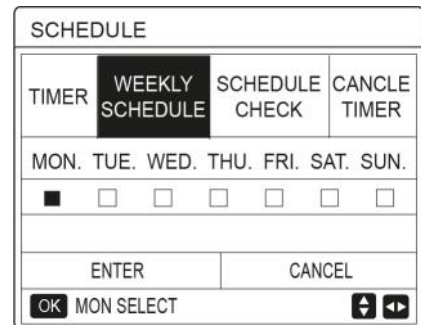 SCHEDULE
TIMER WEEKLY SCHEDULE CANCLE
SCHEDULE CHECK TIMER
MON. TUE. WED. THU. FRI. SAT. SUN.
ENTER CANCEL
OK MON SELECT